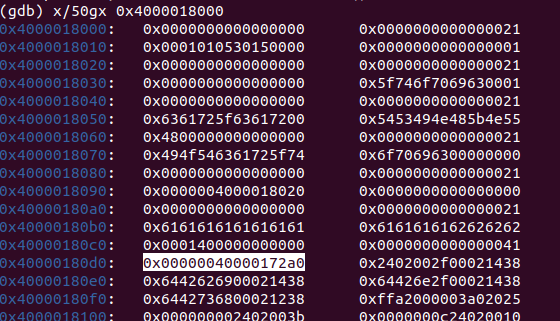 (gdb) x/50gx 0x4000018000
0x4000018000: 0x0000000000000000 0x0000000000000021
0x4000018010: 0x0001010530150000 0x0000000000000001
0x4000018020: 0x0000000000000000 0x0000000000000021
0x4000018030: 0x0000000000000000 0x5f746f7069630001
0x4000018040: 0x0000000000000000 0x0000000000000021
0x4000018050: 0x6361725f63617200 0x5453494e485b4e55
0x4000018060: 0x4800000000000000 0x0000000000000021
0x4000018070: 0x494f546361725f74 0x6f70696300000000
0x4000018080: 0x0000000000000000 0x0000000000000021
0x4000018090: 0x0000004000018020 0x0000000000000000
0x40000180a0: 0x0000000000000000 0x0000000000000021
0x40000180b0: 0x6161616161616161 0x6161616162626262
0x40000180c0: 0x0001400000000000 0x0000000000000041
0x40000180d0: 0x00000040000172a0 0x2402002f00021438
0x40000180e0: 0x6442626900021438 0x64426e2f00021438
0x40000180f0: 0x6442736800021238 0xffa2000003a02025
0x4000018100: 0x000000002402003b 0x0000000c24020010